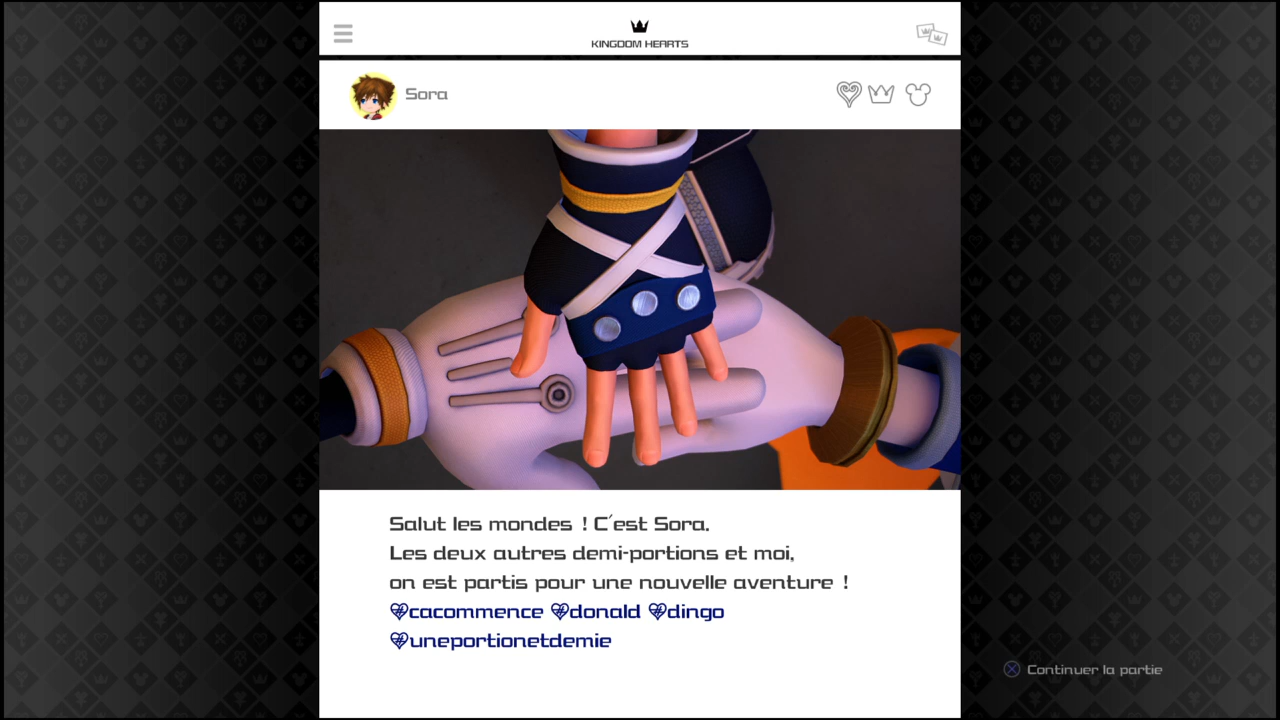 KINGDOM HEARTS
Sora
Salut les mondes ! C'est Sora.
Les deux autres demi-portions et moi,
on est partis pour une nouvelle aventure !
#cacommence #donald #dingo
#uneportionetdemie
Continuer la partie